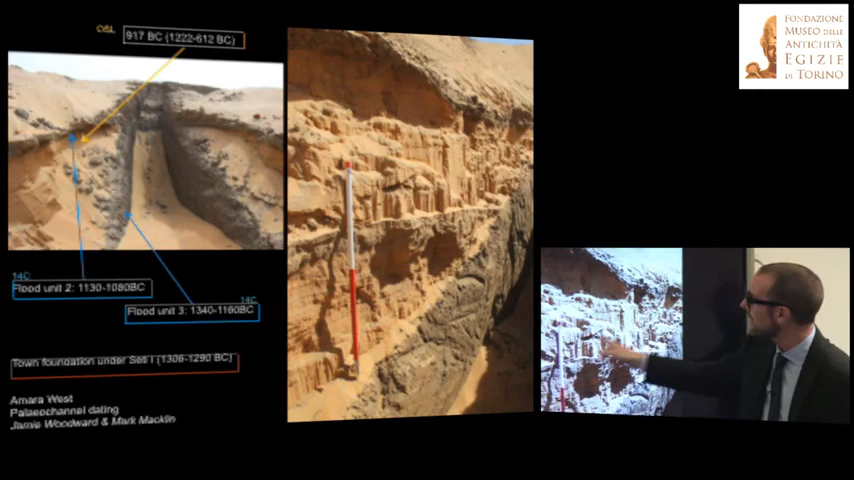 OSL
917 BC (1222-612 BC)
14C
Flood unit 2: 1130-1080BC
14C
Flood unit 3: 1340-1160BC
Town foundation under Seti I (1306-1290 BC)
Amara West
Palaeochannel dating
Jamie Woodward & Mark Macklin
FONDAZIONE
MUSEO DELLE
ANTICHITÀ
EGIZIE
DI TORINO